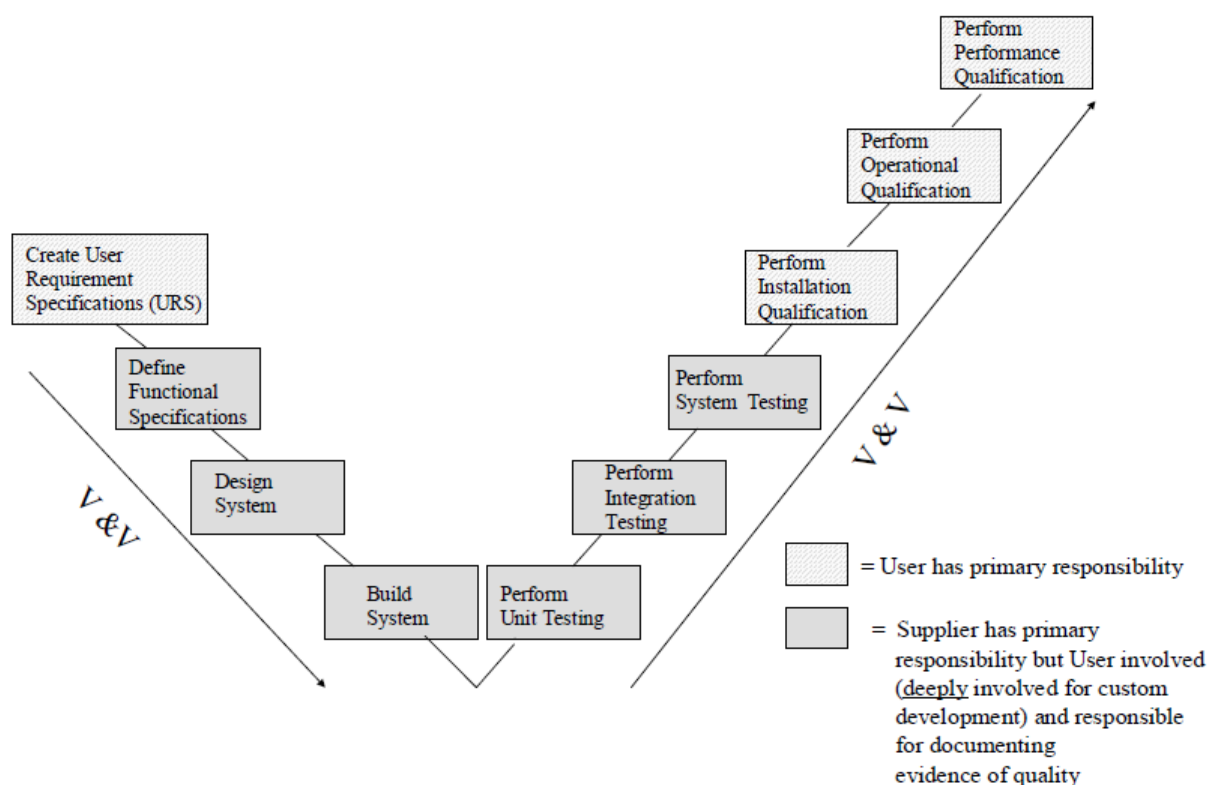 Create User
Requirement
Specifications (URS)
Define
Functional
Specifications
Design
System
Build
System
Perform
Unit Testing
Perform
Integration
Testing
Perform
System Testing
Perform
Installation
Qualification
Perform
Operational
Qualification
Perform
Performance
Qualification
V &V
V & V
= User has primary responsibility
= Supplier has primary
responsibility but User involved
(deeply involved for custom
development) and responsible
for documenting
evidence of quality